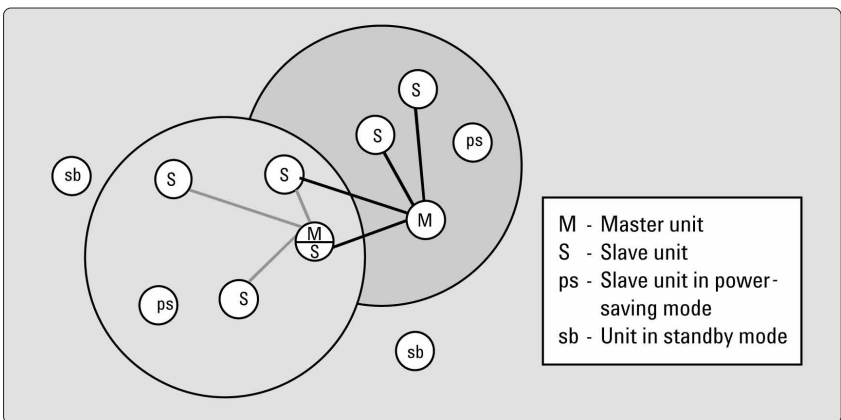 S
S
ps
sb
S
S
M
M
S
ps
S
sb
M - Master unit
S - Slave unit
ps - Slave unit in power-
saving mode
sb - Unit in standby mode